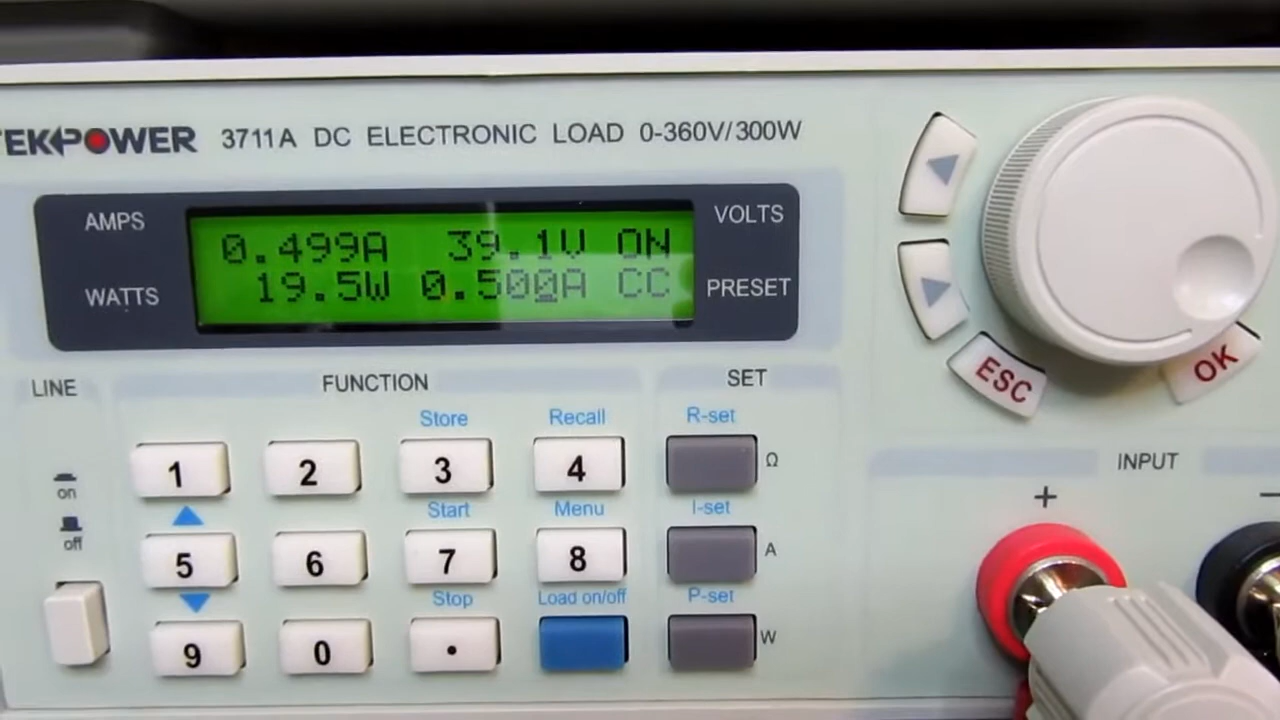 TEKPOWER 3711A DC ELECTRONIC LOAD 0-360V/300W
AMPS
VOLTS
0.499A 39.1V ON
19.5W 0.500A CC
WATTS
PRESET
ESC
OK
LINE
FUNCTION
SET
Store
Recall
R-set
1
2
3
4
Ω
on
Start
Menu
I-set
off
5
6
7
8
A
Stop
Load on/off
P-set
9
0
.
W
INPUT
+
-